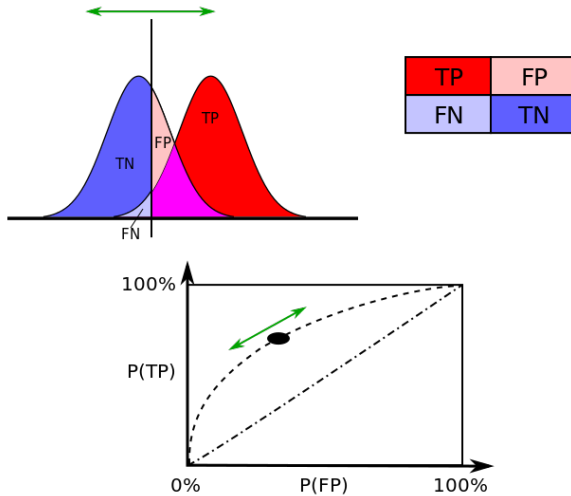 TN
FP
TP
FN
TP FP
FN TN
100%
P(TP)
0% P(FP) 100%